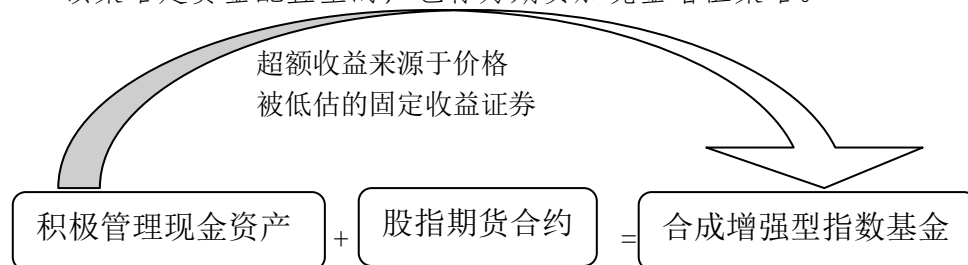 超额收益来源于价格
被低估的固定收益证券
积极管理现金资产 + 股指期货合约 = 合成增强型指数基金